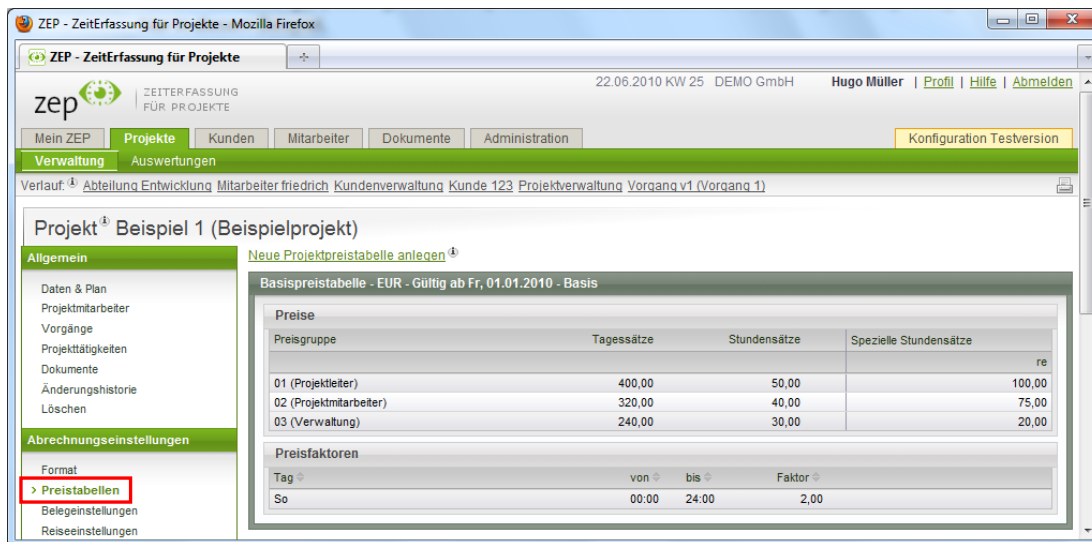 ZEP - ZeitErfassung für Projekte - Mozilla Firefox
ZEP - ZeitErfassung für Projekte
zep ZEITERFASSUNG FÜR PROJEKTE
22.06.2010 KW 25 DEMO GmbH Hugo Müller | Profil | Hilfe | Abmelden
Mein ZEP Projekte Kunden Mitarbeiter Dokumente Administration Konfiguration Testversion
Verwaltung Auswertungen
Verlauf: Abteilung Entwicklung Mitarbeiter friedrich Kundenverwaltung Kunde 123 Projektverwaltung Vorgang v1 (Vorgang 1)
Projekt Beispiel 1 (Beispielprojekt)
Allgemein
Daten & Plan
Projektmitarbeiter
Vorgänge
Projekttätigkeiten
Dokumente
Änderungshistorie
Löschen
Abrechnungseinstellungen
Format
> Preistabellen
Belegeinstellungen
Reiseeinstellungen
Neue Projektpreistabelle anlegen
Basispreistabelle - EUR - Gültig ab Fr, 01.01.2010 - Basis
Preise
Preisgruppe Tagessätze Stundensätze Spezielle Stundensätze
re
01 (Projektleiter) 400,00 50,00 100,00
02 (Projektmitarbeiter) 320,00 40,00 75,00
03 (Verwaltung) 240,00 30,00 20,00
Preisfaktoren
Tag von bis Faktor
So 00:00 24:00 2,00